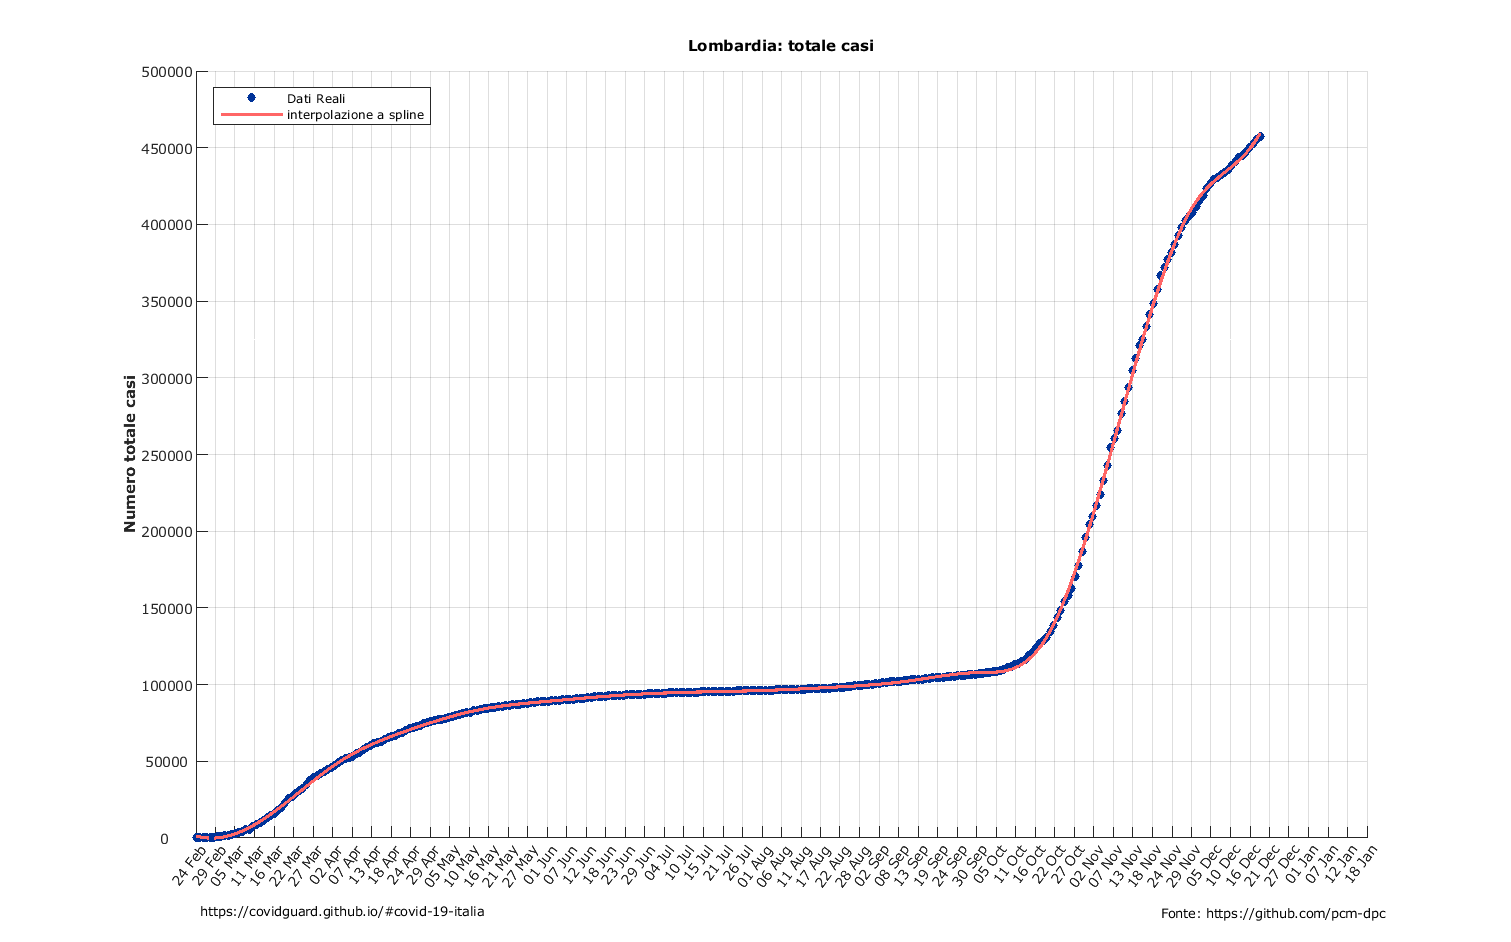 Lombardia: totale casi
Dati Reali
interpolazione a spline
Numero totale casi
500000
450000
400000
350000
300000
250000
200000
150000
100000
50000
0
24 Feb
29 Feb
05 Mar
11 Mar
16 Mar
22 Mar
27 Mar
02 Apr
07 Apr
13 Apr
18 Apr
24 Apr
29 Apr
05 May
10 May
16 May
21 May
27 May
01 Jun
07 Jun
12 Jun
18 Jun
23 Jun
29 Jun
04 Jul
10 Jul
15 Jul
21 Jul
26 Jul
01 Aug
06 Aug
11 Aug
17 Aug
22 Aug
28 Aug
02 Sep
08 Sep
13 Sep
19 Sep
24 Sep
30 Sep
05 Oct
11 Oct
16 Oct
22 Oct
27 Oct
02 Nov
07 Nov
13 Nov
18 Nov
24 Nov
29 Nov
05 Dec
10 Dec
16 Dec
21 Dec
27 Dec
01 Jan
07 Jan
12 Jan
18 Jan
https://covidguard.github.io/#covid-19-italia
Fonte: https://github.com/pcm-dpc